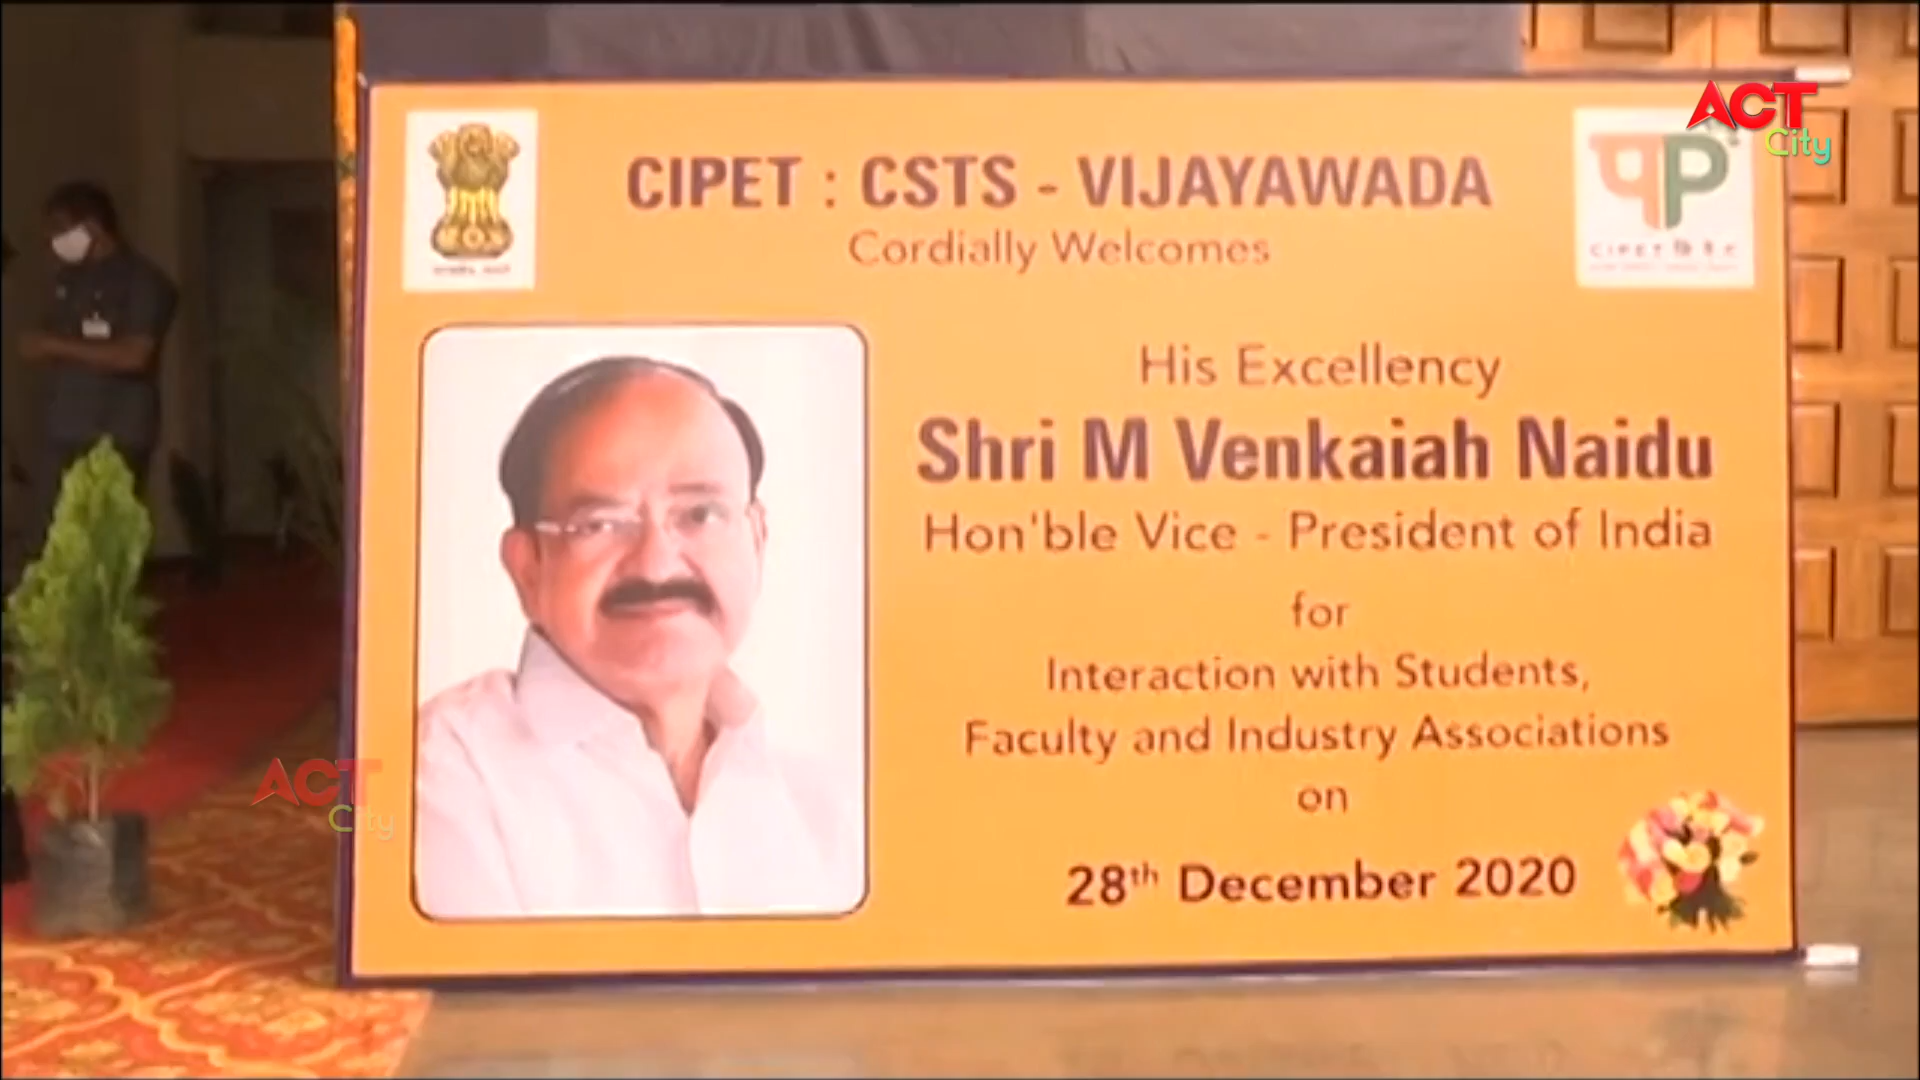 ACT
City
CIPET : CSTS - VIJAYAWADA
Cordially Welcomes
CIPET
His Excellency
Shri M Venkaiah Naidu
Hon'ble Vice - President of India
for
Interaction with Students,
Faculty and Industry Associations
on
28th December 2020
ACT
City